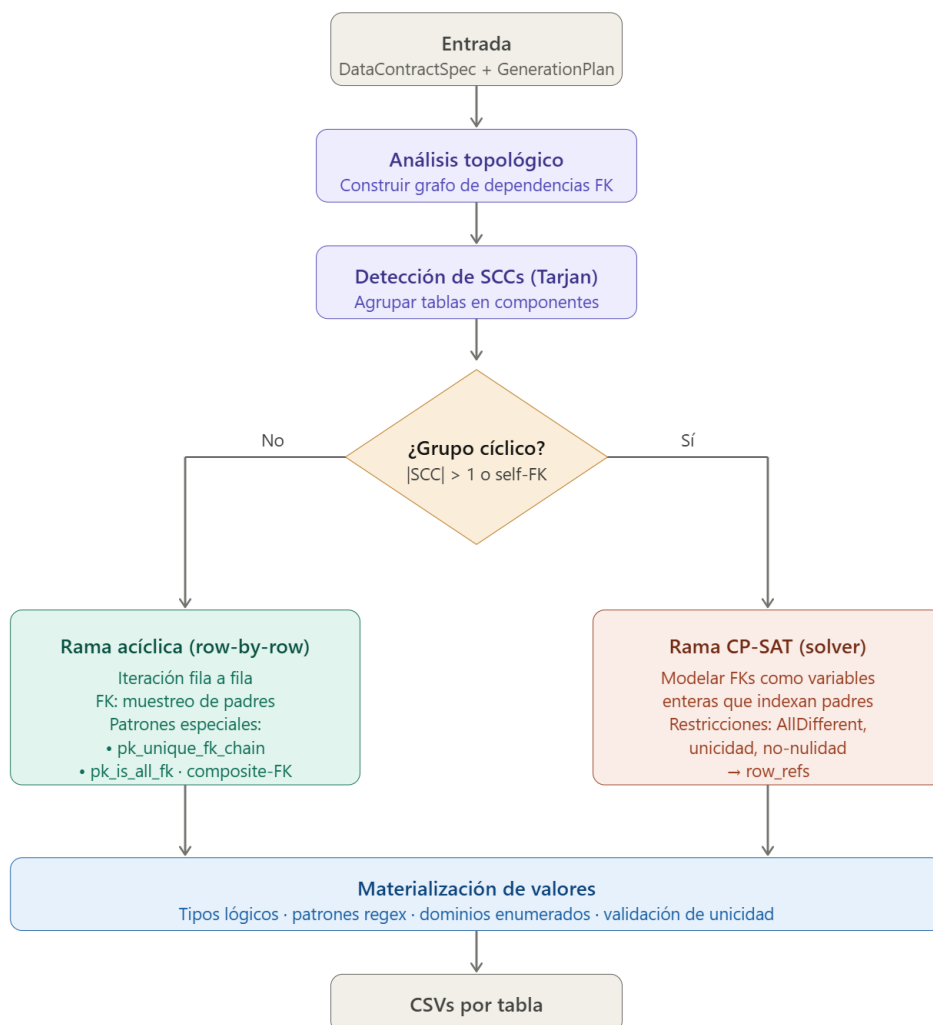 Entrada
DataContractSpec + GenerationPlan
Análisis topológico
Construir grafo de dependencias FK
Detección de SCCs (Tarjan)
Agrupar tablas en componentes
¿Grupo cíclico?
|SCC| > 1 o self-FK
No
Sí
Rama acíclica (row-by-row)
Iteración fila a fila
FK: muestreo de padres
Patrones especiales:
• pk_unique_fk_chain
• pk_is_all_fk · composite-FK
Rama CP-SAT (solver)
Modelar FKs como variables
enteras que indexan padres
Restricciones: AllDifferent,
unicidad, no-nulidad
→ row_refs
Materialización de valores
Tipos lógicos · patrones regex · dominios enumerados · validación de unicidad
CSVs por tabla